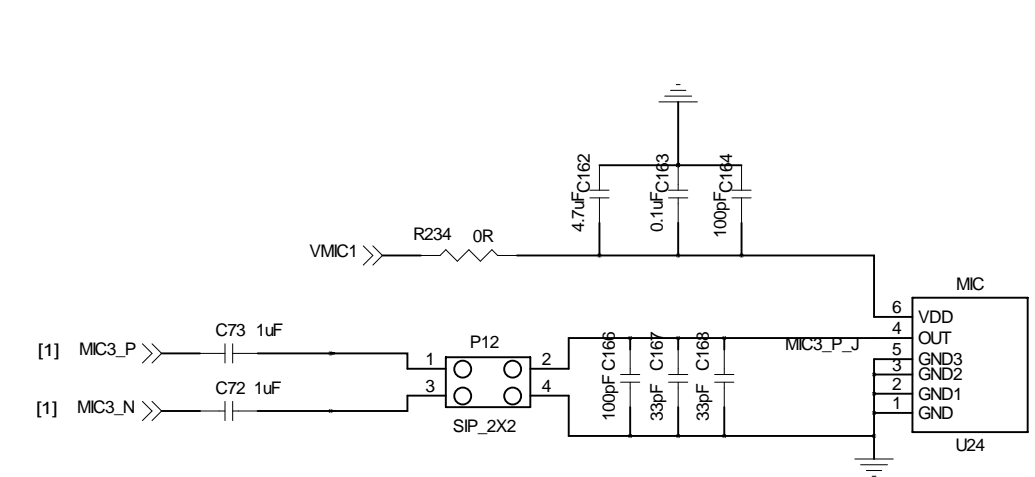 4.7uF C162
0.1uF C163
100pF C164
VMIC1
R234 0R
MIC
6 VDD
4 OUT
5 GND3
3 GND2
2 GND1
1 GND
U24
MIC3_P_J
[1] MIC3_P
C73 1uF
[1] MIC3_N
C72 1uF
P12
1 2
3 4
SIP_2X2
100pF C166
33pF C167
33pF C168